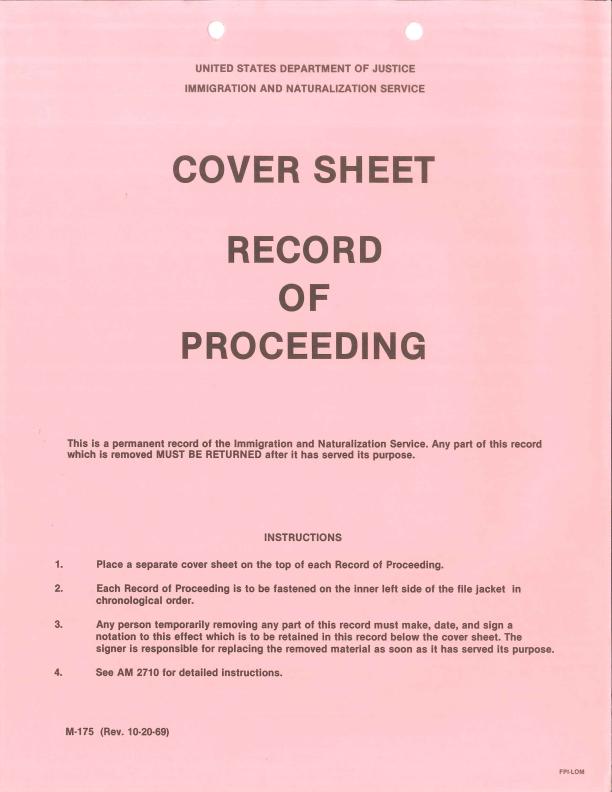 UNITED STATES DEPARTMENT OF JUSTICE
IMMIGRATION AND NATURALIZATION SERVICE
COVER SHEET
RECORD
OF
PROCEEDING
This is a permanent record of the Immigration and Naturalization Service. Any part of this record
which is removed MUST BE RETURNED after it has served its purpose.
INSTRUCTIONS
1. Place a separate cover sheet on the top of each Record of Proceeding.
2. Each Record of Proceeding is to be fastened on the inner left side of the file jacket in
chronological order.
3. Any person temporarily removing any part of this record must make, date, and sign a
notation to this effect which is to be retained in this record below the cover sheet. The
signer is responsible for replacing the removed material as soon as it has served its purpose.
4. See AM 2710 for detailed instructions.
M-175 (Rev. 10-20-69)
FPI-LOM